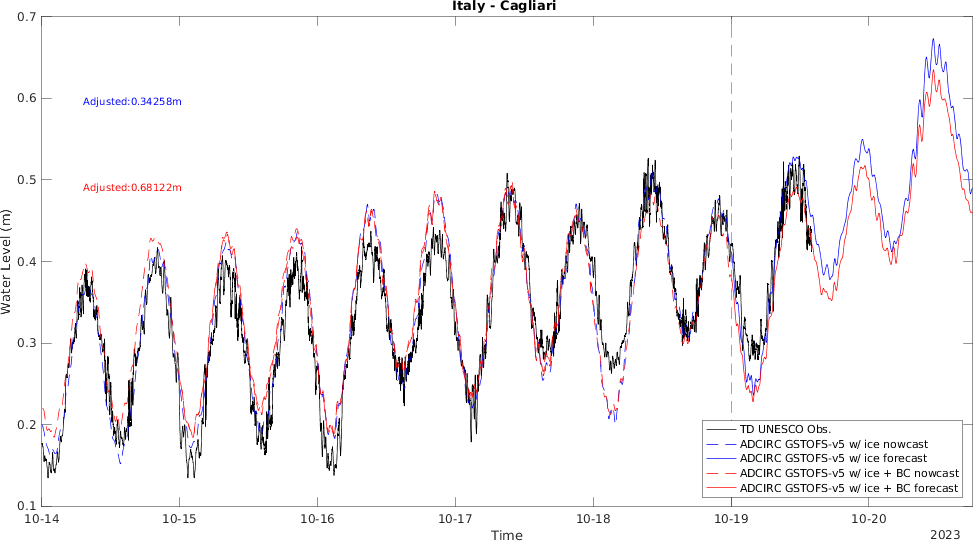 Italy - Cagliari
0.7
0.6
0.5
0.4
0.3
0.2
0.1
Water Level (m)
Adjusted:0.34258m
Adjusted:0.68122m
TD UNESCO Obs.
ADCIRC GSTOFS-v5 w/ ice nowcast
ADCIRC GSTOFS-v5 w/ ice forecast
ADCIRC GSTOFS-v5 w/ ice + BC nowcast
ADCIRC GSTOFS-v5 w/ ice + BC forecast
10-14 10-15 10-16 10-17 10-18 10-19 10-20
Time
2023